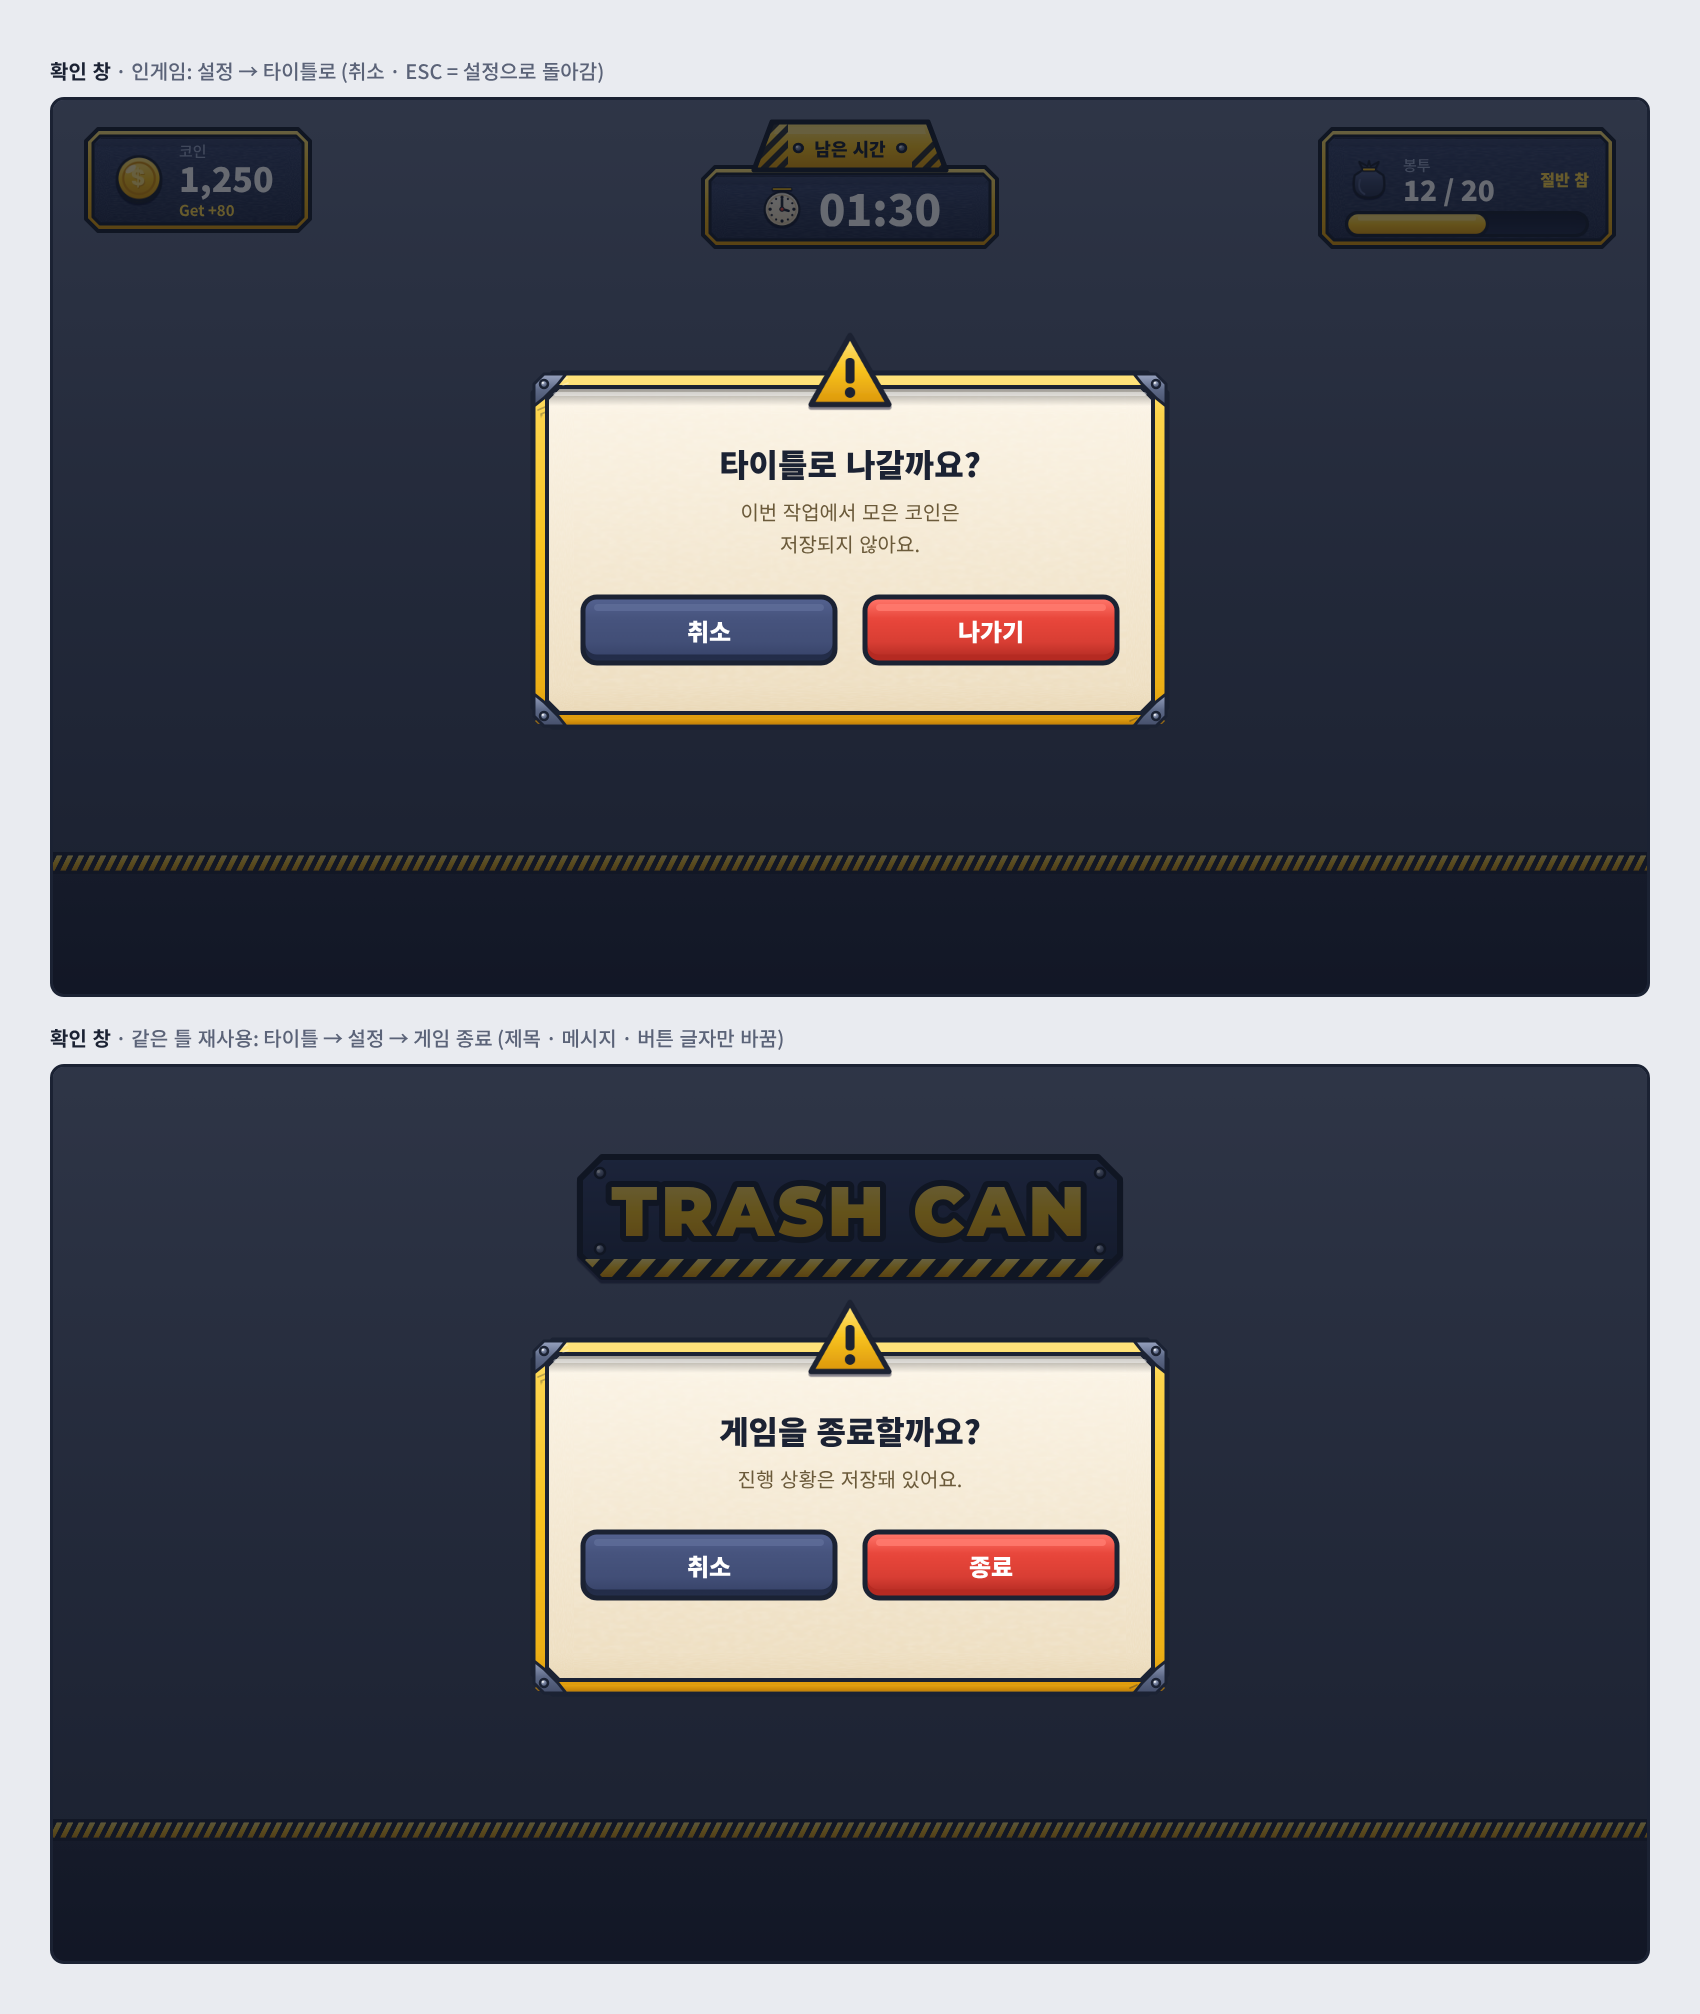 확인 창 · 인게임: 설정 → 타이틀로 (취소 · ESC = 설정으로 돌아감)
코인
1,250
Get +80
남은 시간
01:30
봉투
12 / 20
절반 참
타이틀로 나갈까요?
이번 작업에서 모은 코인은
저장되지 않아요.
취소
나가기
확인 창 · 같은 틀 재사용: 타이틀 → 설정 → 게임 종료 (제목 · 메시지 · 버튼 글자만 바꿈)
TRASH CAN
게임을 종료할까요?
진행 상황은 저장돼 있어요.
취소
종료